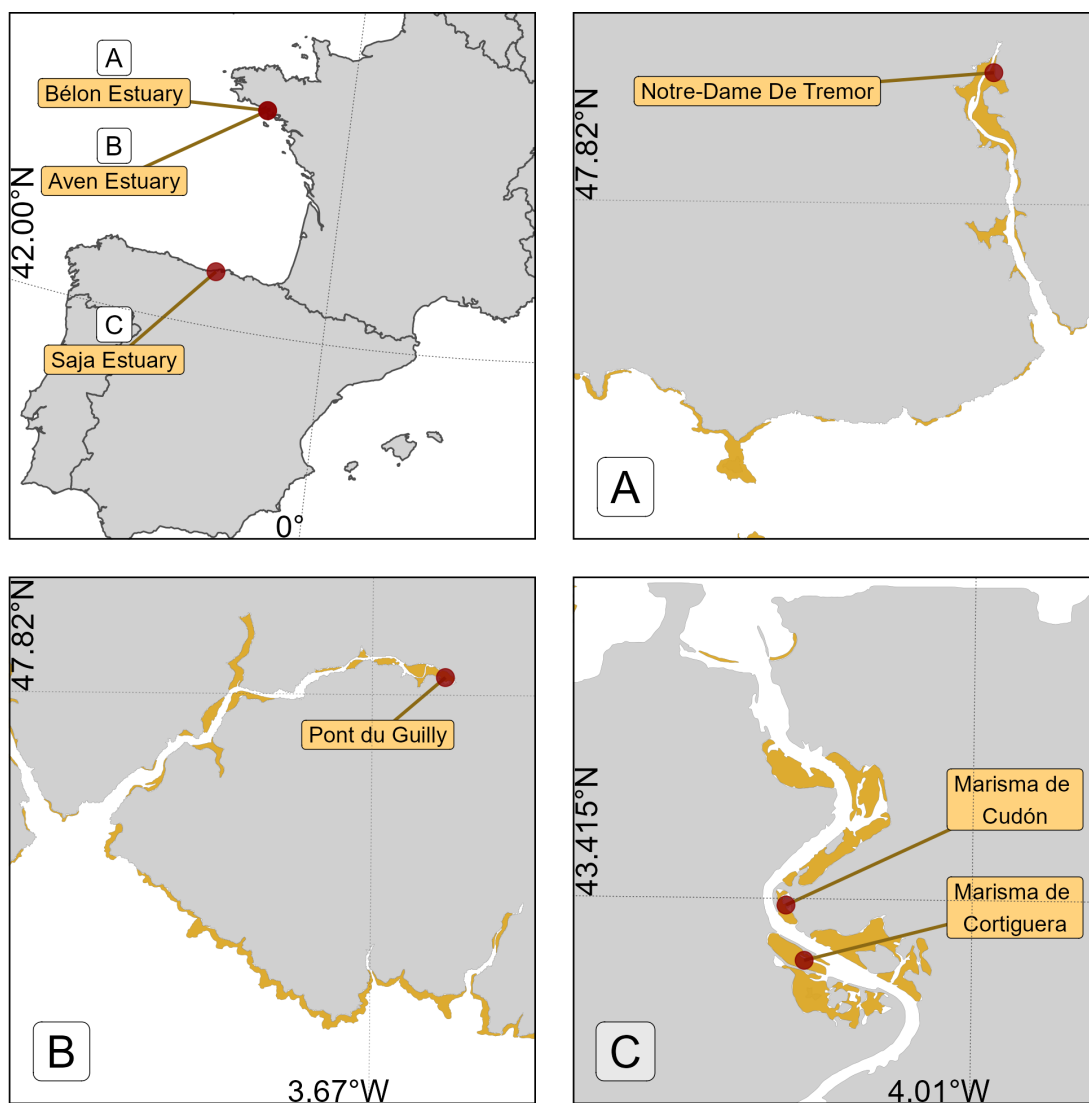 A
Bélon Estuary
B
Aven Estuary
42.00°N
C
Saja Estuary
0°
Notre-Dame De Tremor
47.82°N
A
47.82°N
Pont du Guilly
B
3.67°W
Marisma de
Cudón
43.415°N
Marisma de
Cortiguera
C
4.01°W